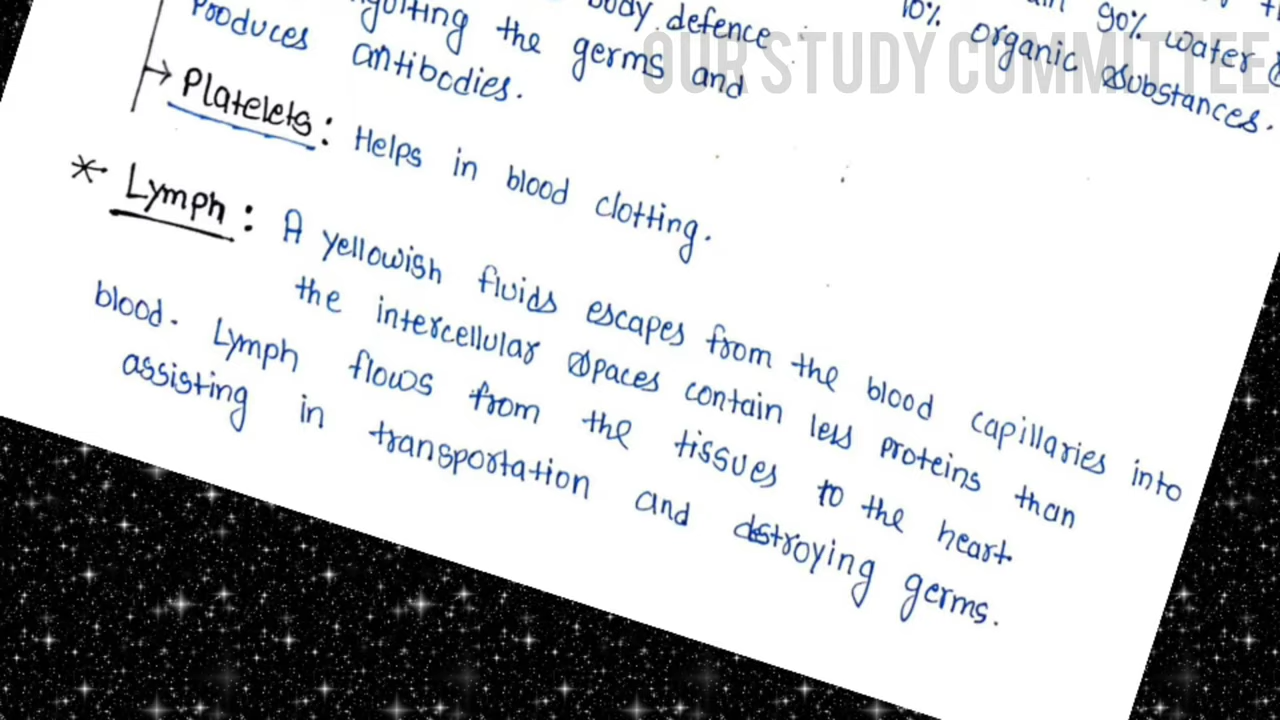 body defence
the germs and
Produces antibodies.
90% water
10% organic substances.
OUR STUDY COMMITTEE
→ Platelets: Helps in blood clotting.
* Lymph: A yellowish fluids escapes from the blood capillaries into
the intercellular spaces contain less proteins than
blood. Lymph flows from the tissues to the heart
assisting in transportation and destroying germs.